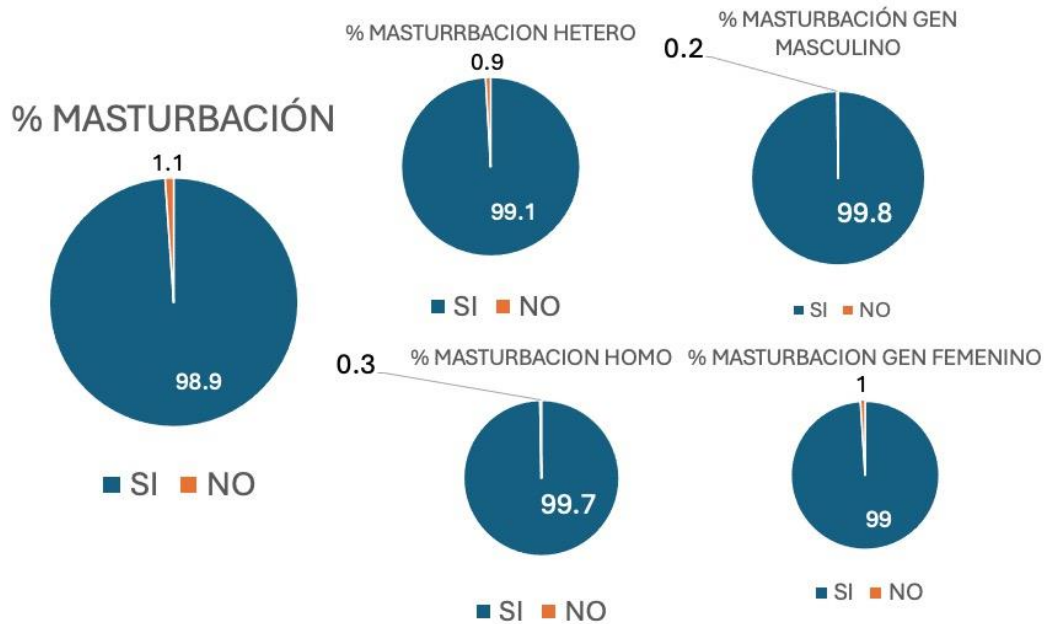 % MASTURBACIÓN
1.1
98.9
SI NO
% MASTURRBACION HETERO
0.9
99.1
SI NO
% MASTURBACIÓN GEN
MASCULINO
0.2
99.8
SI NO
% MASTURBACION HOMO
0.3
99.7
SI NO
% MASTURBACION GEN FEMENINO
1
99
SI NO